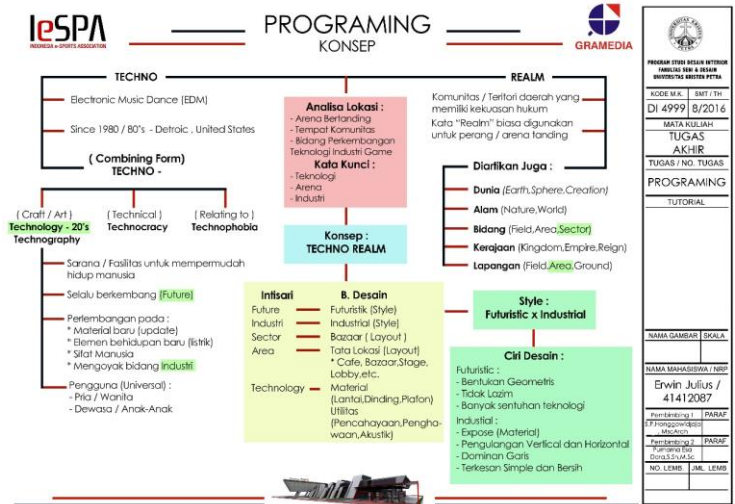 IeSPA
INDONESIA e-SPORTS ASSOCIATION
PROGRAMING
KONSEP
GRAMEDIA
TECHNO
Electronic Music Dance (EDM)
Since 1980 / 80's - Detroic , United States
( Combining Form)
TECHNO -
( Craft / Art )
Technology - 20's
Technography
( Technical )
Technocracy
( Relating to )
Technophobia
Sarana / Fasilitas untuk mempermudah
hidup manusia
Selalu berkembang (Future)
Perlembangan pada :
* Material baru (update)
* Elemen behidupan baru (listrik)
* Sifat Manusia
* Mengoyak bidang Industri
Pengguna (Universal) :
- Pria / Wanita
- Dewasa / Anak-Anak
Analisa Lokasi :
- Arena Bertanding
- Tempat Komunitas
- Bidang Perkembangan
Teknologi Industri Game
Kata Kunci :
- Teknologi
- Arena
- Industri
Konsep :
TECHNO REALM
Intisari B. Desain
Future Futuristik (Style)
Industri Industrial (Style)
Sector Bazaar ( Layout )
Area Tata Lokasi (Layout)
* Cafe, Bazaar,Stage,
Lobby,etc.
Technology Material
(Lantai,Dinding,Plafon)
Utilitas
(Pencahayaan,Pengha-
waan,Akustik)
REALM
Komunitas / Teritori daerah yang
memiliki kekuasan hukum
Kata "Realm" biasa digunakan
untuk perang / arena tanding
Diartikan Juga :
Dunia (Earth,Sphere,Creation)
Alam (Nature,World)
Bidang (Field,Area,Sector)
Kerajaan (Kingdom,Empire,Reign)
Lapangan (Field,Area,Ground)
Style :
Futuristic x Industrial
Ciri Desain :
Futuristic :
- Bentukan Geometris
- Tidak Lazim
- Banyak sentuhan teknologi
Industial :
- Expose (Material)
- Pengulangan Vertical dan Horizontal
- Dominan Garis
- Terkesan Simple dan Bersih
PROGRAM STUDI DESAIN INTERIOR
FAKULTAS SENI & DESAIN
UNIVERSITAS KRISTEN PETRA
KODE M.K. SMT / TH
DI 4999 8/2016
MATA KULIAH
TUGAS
AKHIR
TUGAS / NO. TUGAS
PROGRAMING
TUTORIAL
NAMA GAMBAR SKALA
NAMA MAHASISWA / NRP
Erwin Julius /
41412087
Pembimbing 1 PARAF
S.P.Honggowidjaja
, MscArch
Pembimbing 2 PARAF
Purnama Esa
Dora,S.Sn,M.Sc
NO. LEMB. JML. LEMB